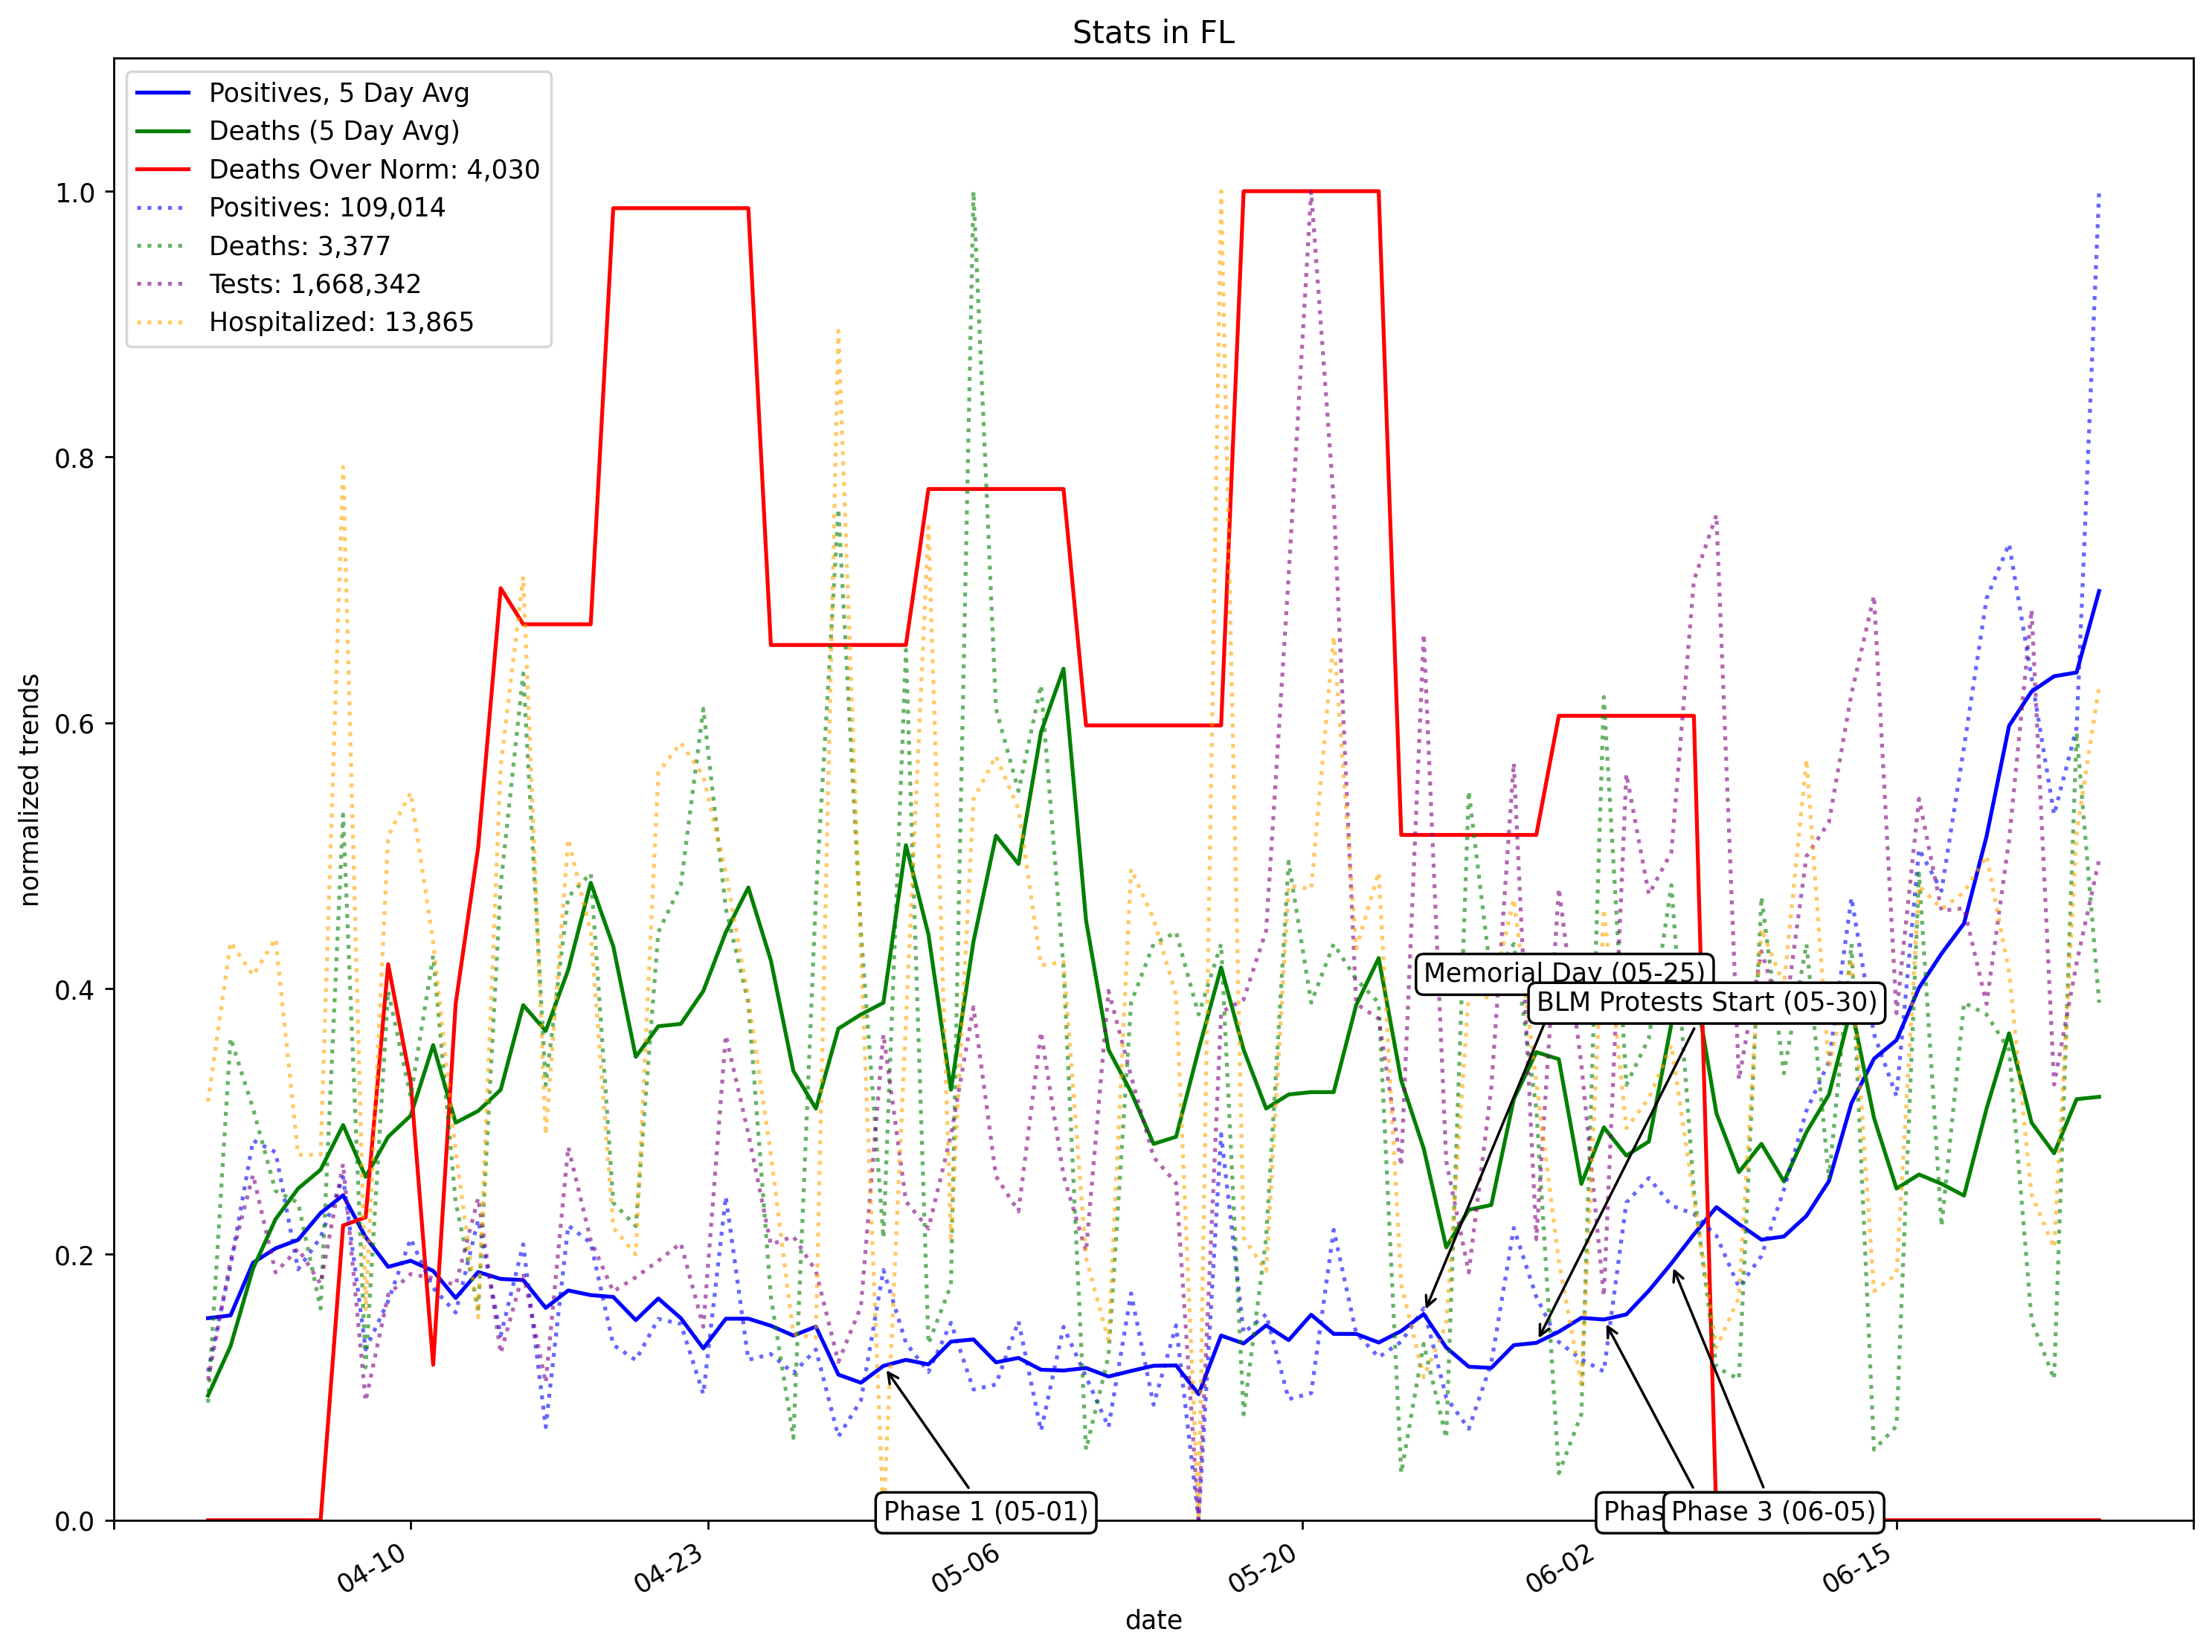 Stats in FL
Positives, 5 Day Avg
Deaths (5 Day Avg)
Deaths Over Norm: 4,030
Positives: 109,014
Deaths: 3,377
Tests: 1,668,342
Hospitalized: 13,865
normalized trends
1.0
0.8
0.6
0.4
0.2
0.0
Memorial Day (05-25)
BLM Protests Start (05-30)
Phase 1 (05-01)
Phas
Phase 3 (06-05)
04-10
04-23
05-06
05-20
06-02
06-15
date